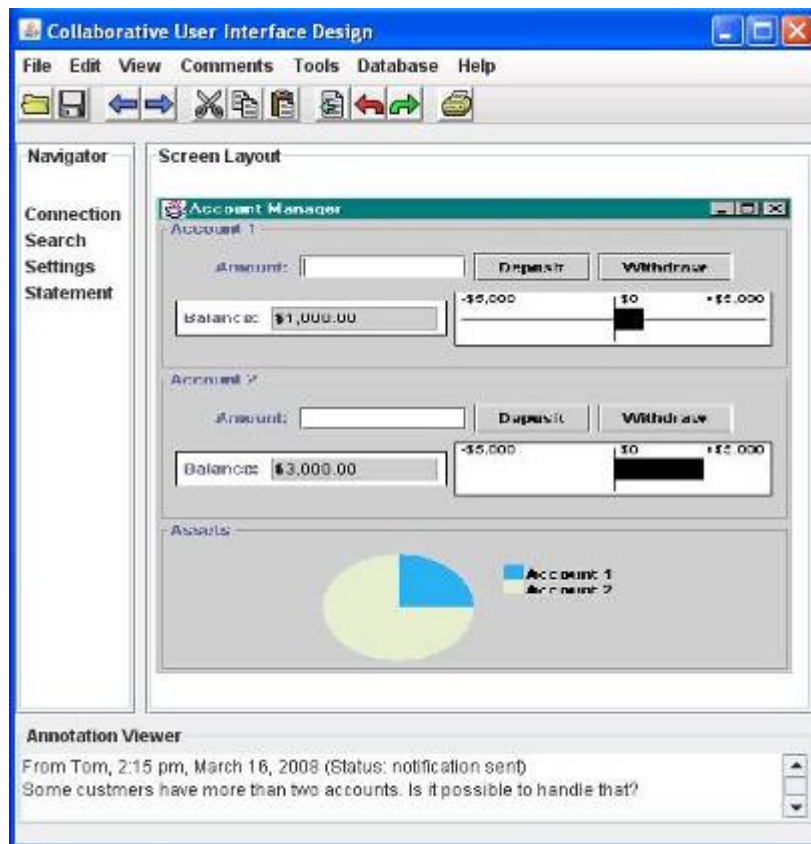 Collaborative User Interface Design
File Edit View Comments Tools Database Help
Navigator
Connection
Search
Settings
Statement
Screen Layout
Account Manager
Account 1
Amount: Deposit Withdraw
Balance: $1,000.00
-$5,000 $0 +$5,000
Account 2
Amount: Deposit Withdraw
Balance: $3,000.00
-$5,000 $0 +$5,000
Assets
Account 1
Account 2
Annotation Viewer
From Tom, 2:15 pm, March 16, 2008 (Status: notification sent)
Some custmers have more than two accounts. Is it possible to handle that?